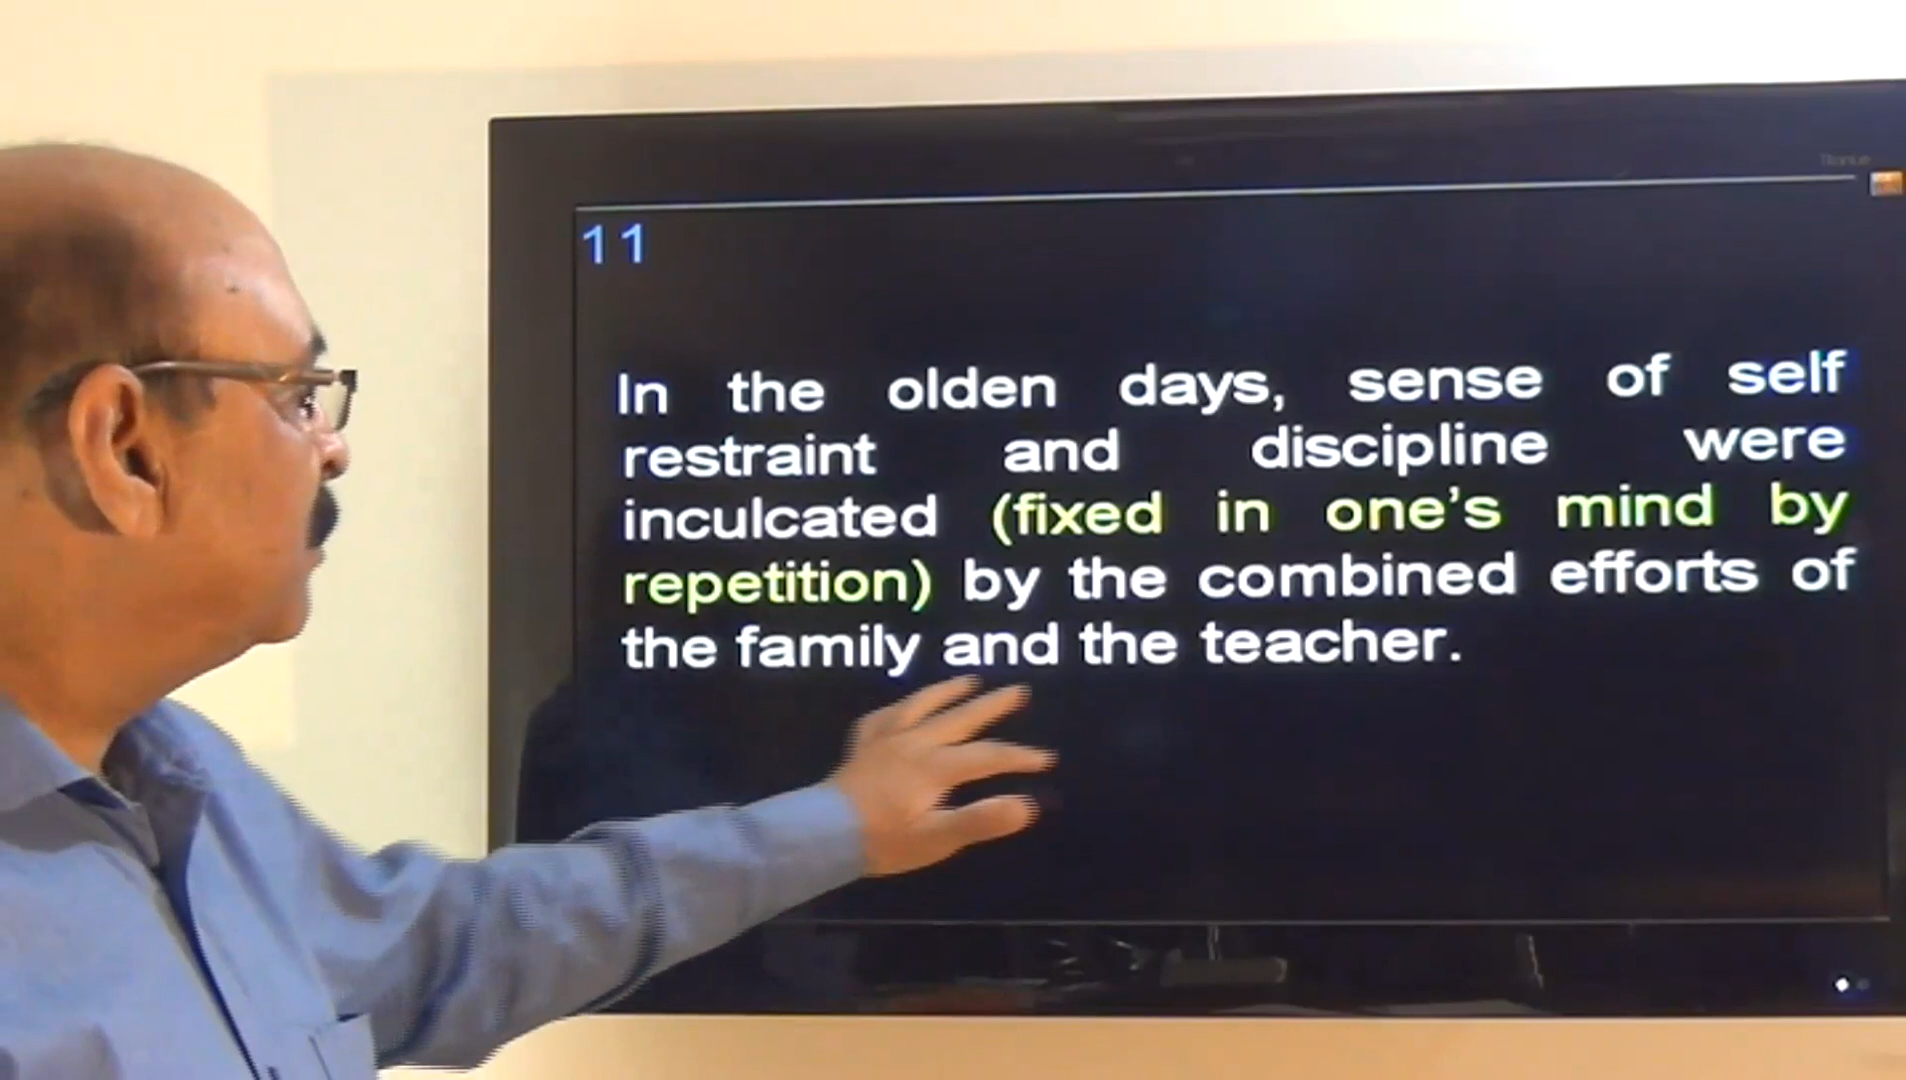 11
In the olden days, sense of self
restraint and discipline were
inculcated (fixed in one's mind by
repetition) by the combined efforts of
the family and the teacher.